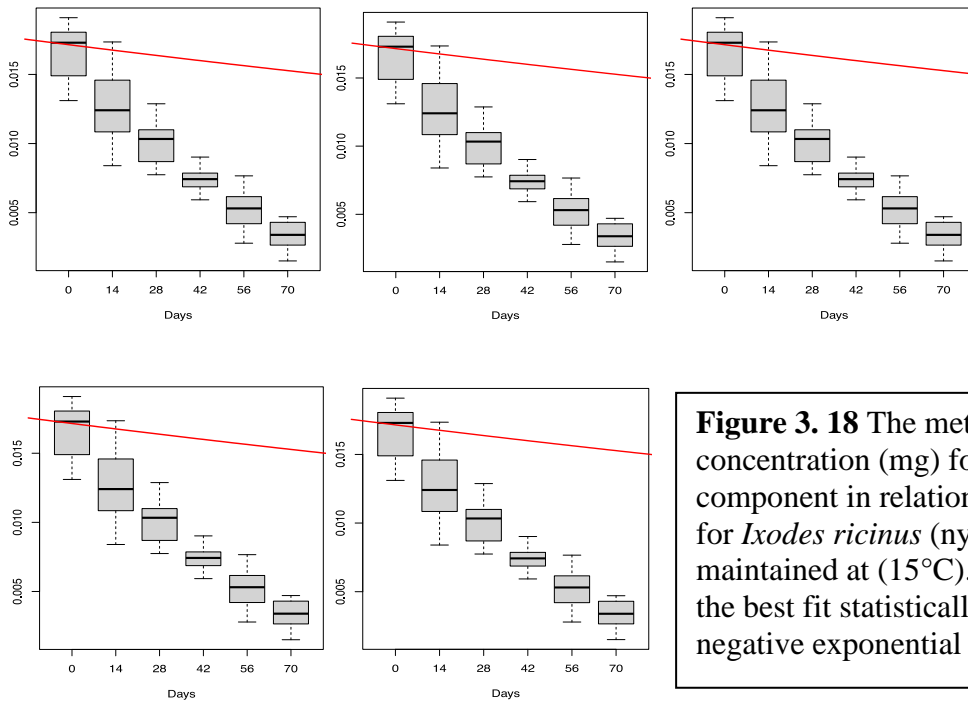 0.015
0.010
0.005
0 14 28 42 56 70
Days
0.015
0.010
0.005
0 14 28 42 56 70
Days
0.015
0.010
0.005
0 14 28 42 56 70
Days
0.015
0.010
0.005
0 14 28 42 56 70
Days
0.015
0.010
0.005
0 14 28 42 56 70
Days
Figure 3. 18 The met
concentration (mg) fo
component in relation
for Ixodes ricinus (ny
maintained at (15°C).
the best fit statisticall
negative exponential